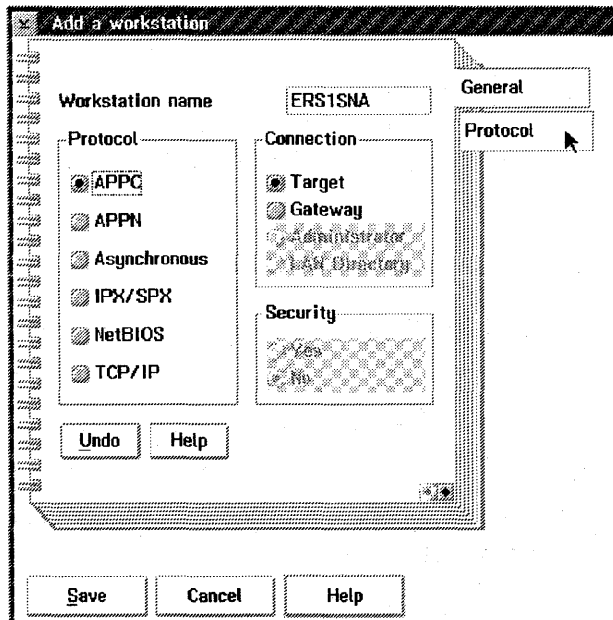 Add a workstation
General
Protocol
Workstation name ERS1SNA
Protocol
APPC
APPN
Asynchronous
IPX/SPX
NetBIOS
TCP/IP
Connection
Target
Gateway
Administrator
LAN Directory
Security
Yes
No
Undo Help
Save Cancel Help